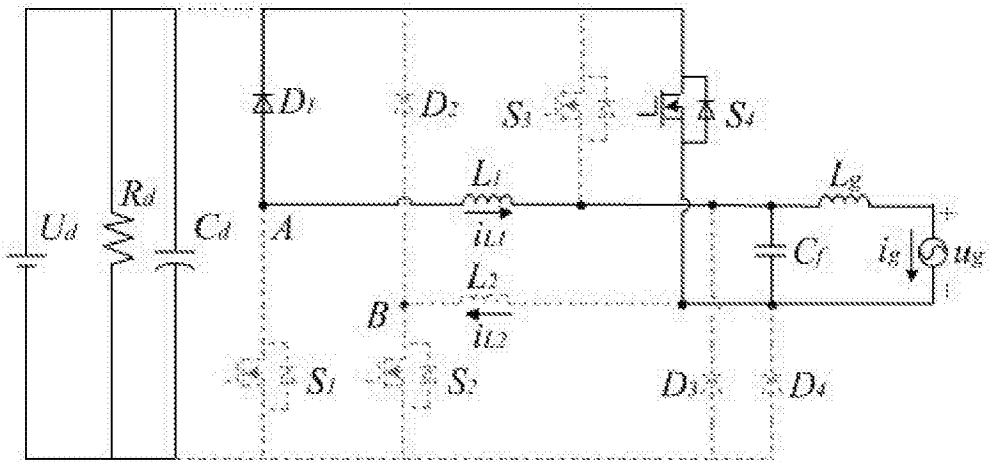 D1
D2
S3
S4
L1
Lg
Rd
Ud
Cd
A
iL1
Cf
ig
ug
+
-
L2
B
iL2
S1
S2
D3
D4